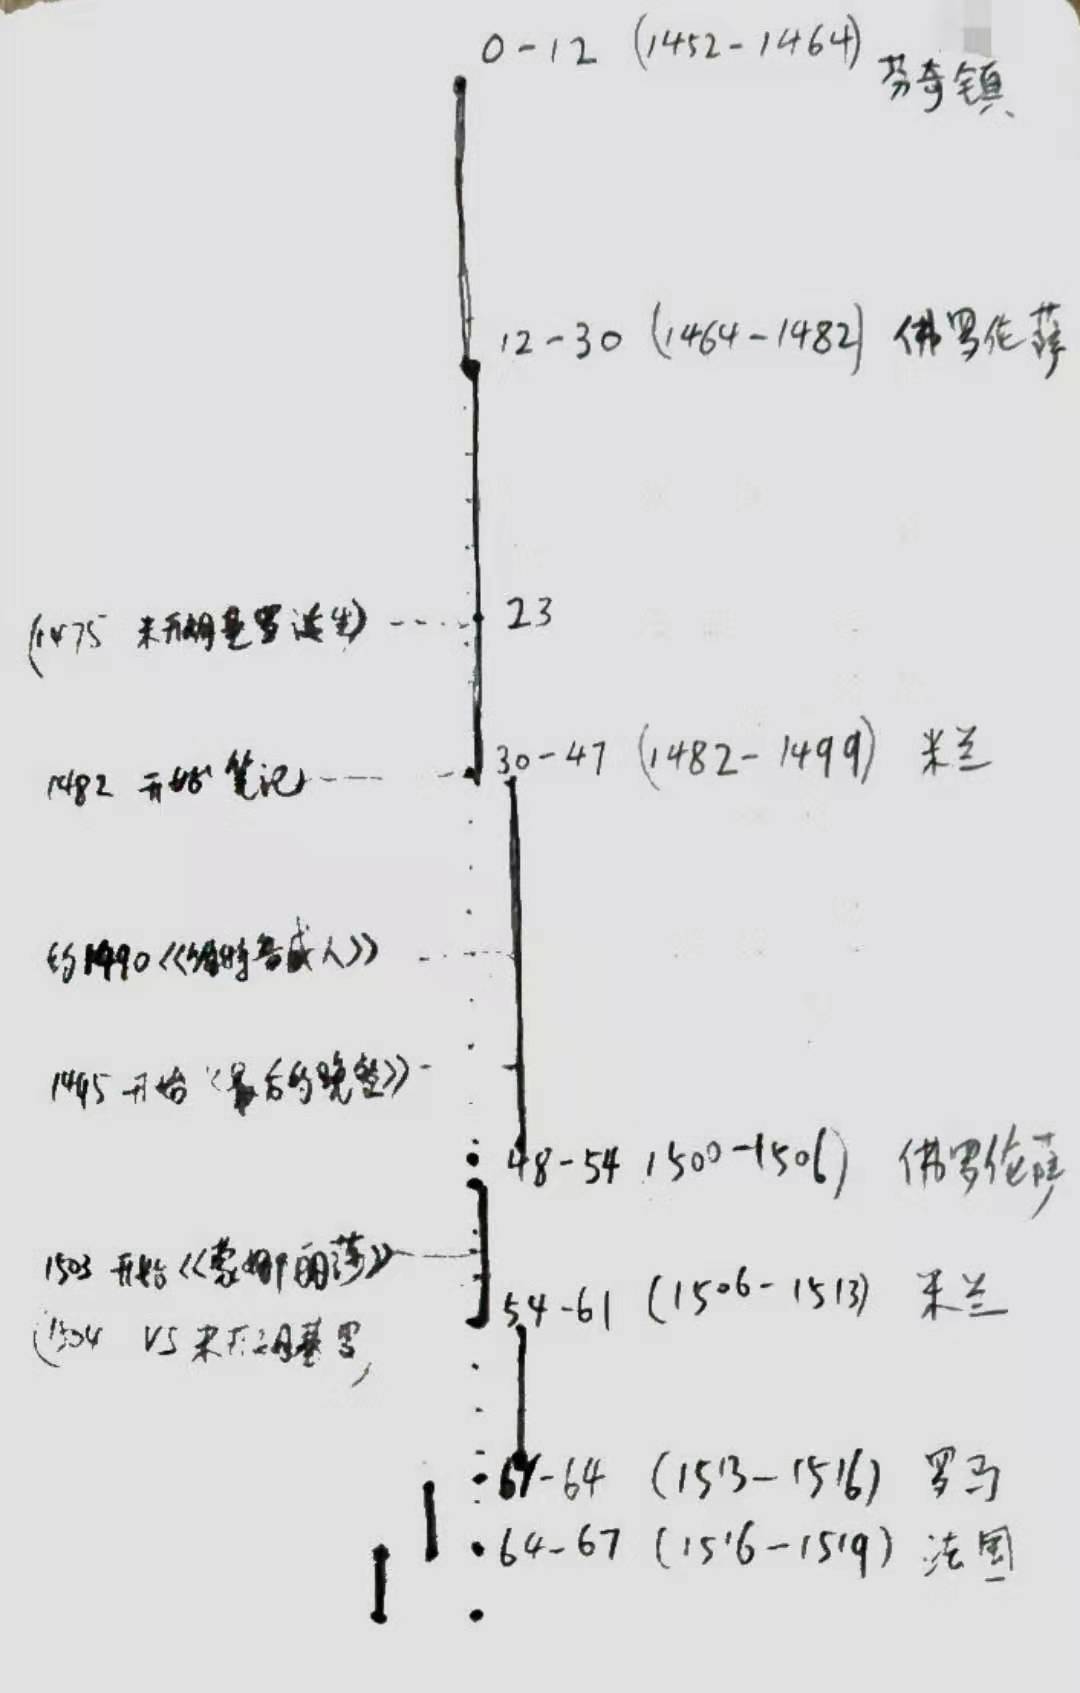 0-12 (1452-1464) 芬奇镇
12-30 (1464-1482) 佛罗伦萨
(1475 米开朗基罗诞生) 23
30-47 (1482-1499) 米兰
1482 开始笔记
约1490《维特鲁威人》
1495 开始《最后的晚餐》
48-54 1500-1506) 佛罗伦萨
1503 开始《蒙娜丽莎》
54-61 (1506-1513) 米兰
(1504 VS 米开朗基罗)
61-64 (1513-1516) 罗马
64-67 (1516-1519) 法国